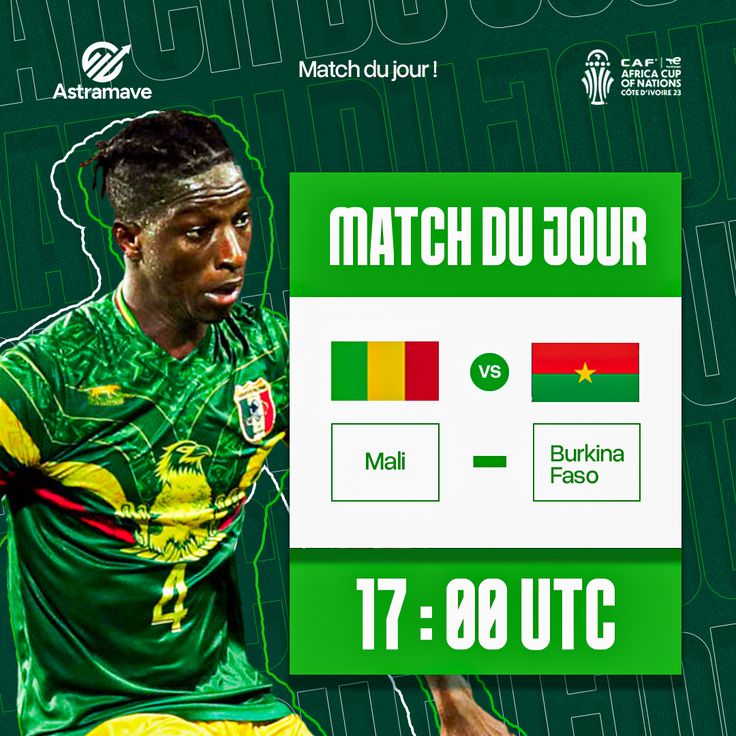 Astramave
Match du jour !
CAF
AFRICA CUP
OF NATIONS
CÔTE D'IVOIRE 23
MATCH DU JOUR
VS
Mali
Burkina
Faso
4
17 : 00 UTC